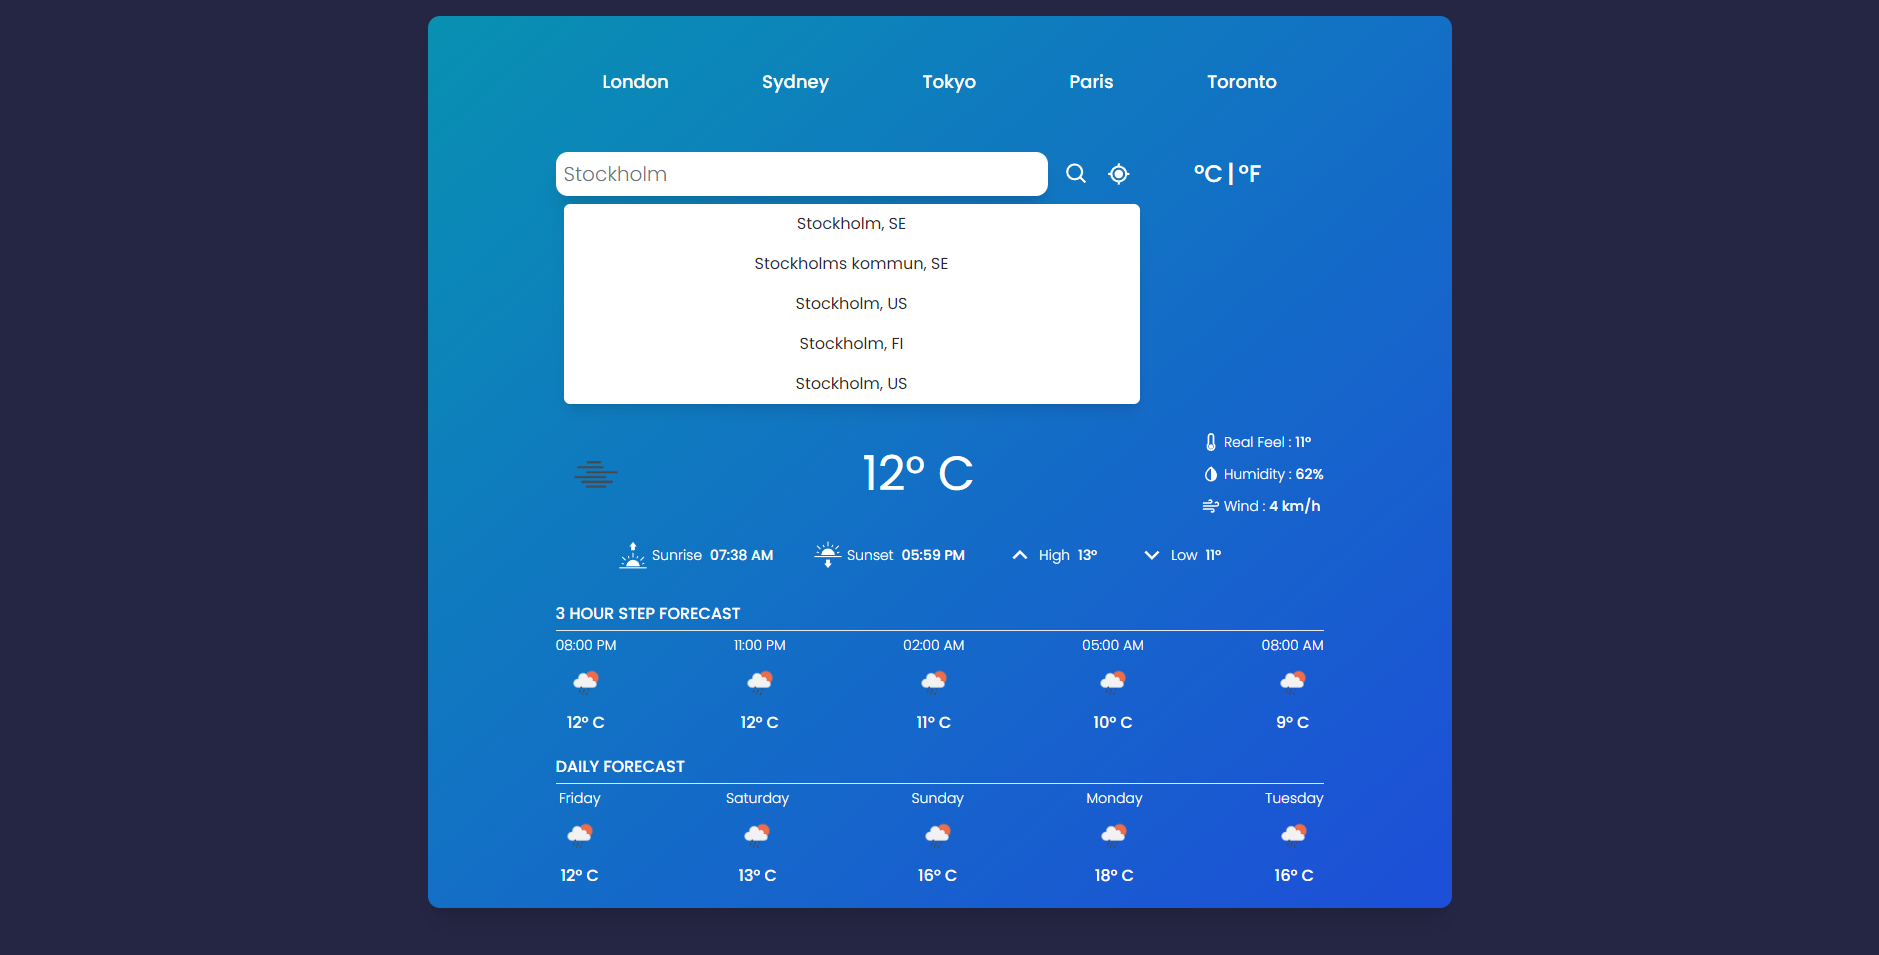 London Sydney Tokyo Paris Toronto
Stockholm
°C | °F
Stockholm, SE
Stockholms kommun, SE
Stockholm, US
Stockholm, FI
Stockholm, US
12° C
Real Feel : 11°
Humidity : 62%
Wind : 4 km/h
Sunrise 07:38 AM Sunset 05:59 PM High 13° Low 11°
3 HOUR STEP FORECAST
08:00 PM 11:00 PM 02:00 AM 05:00 AM 08:00 AM
12° C 12° C 11° C 10° C 9° C
DAILY FORECAST
Friday Saturday Sunday Monday Tuesday
12° C 13° C 16° C 18° C 16° C